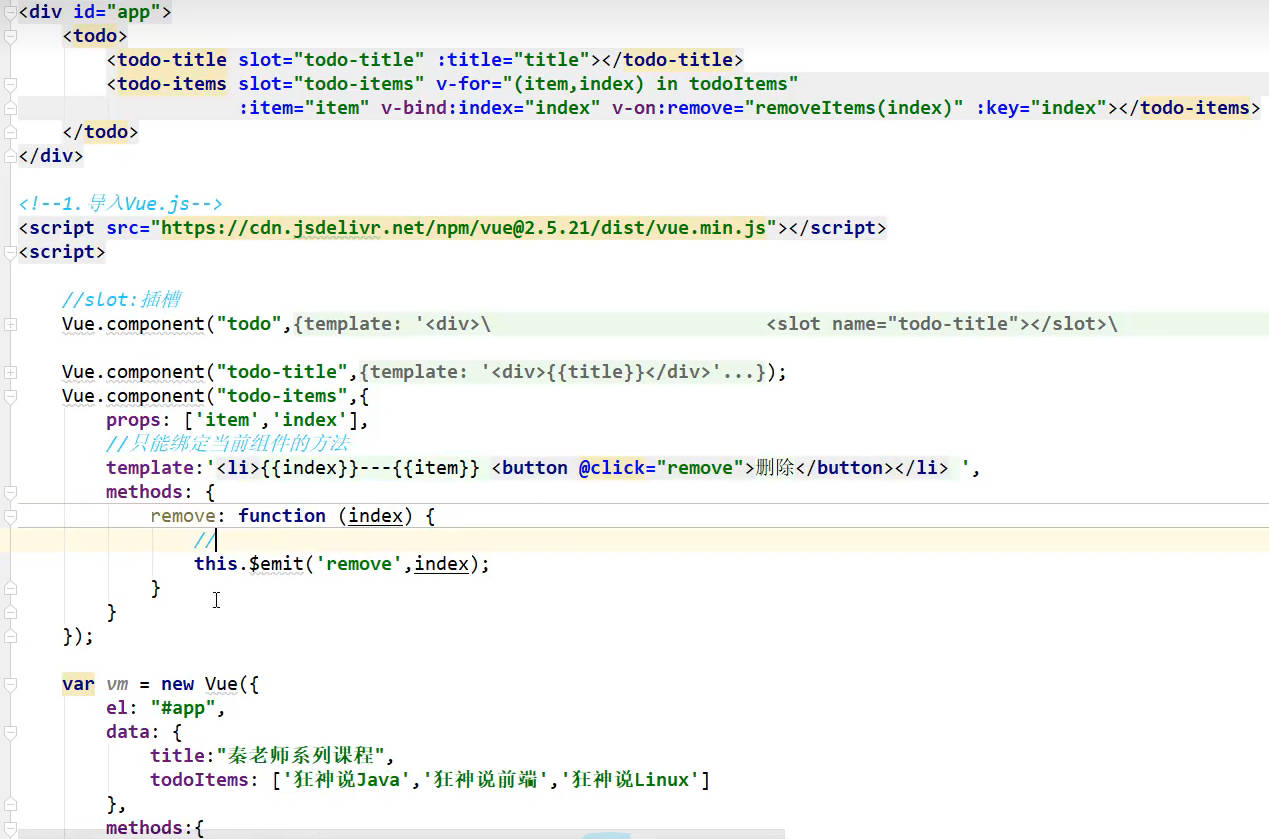 <div id="app">
    <todo>
        <todo-title slot="todo-title" :title="title"></todo-title>
        <todo-items slot="todo-items" v-for="(item,index) in todoItems"
                    :item="item" v-bind:index="index" v-on:remove="removeItems(index)" :key="index"></todo-items>
    </todo>
</div>

<!--1.导入Vue.js-->
<script src="https://cdn.jsdelivr.net/npm/vue@2.5.21/dist/vue.min.js"></script>
<script>

    //slot:插槽
    Vue.component("todo",{template: '<div>\                         <slot name="todo-title"></slot>\

    Vue.component("todo-title",{template: '<div>{{title}}</div>'...});
    Vue.component("todo-items",{
        props: ['item','index'],
        //只能绑定当前组件的方法
        template:'<li>{{index}}---{{item}} <button @click="remove">删除</button></li> ',
        methods: {
            remove: function (index) {
                //
                this.$emit('remove',index);
            }
        }
    });

    var vm = new Vue({
        el: "#app",
        data: {
            title:"秦老师系列课程",
            todoItems: ['狂神说Java','狂神说前端','狂神说Linux']
        },
        methods:{